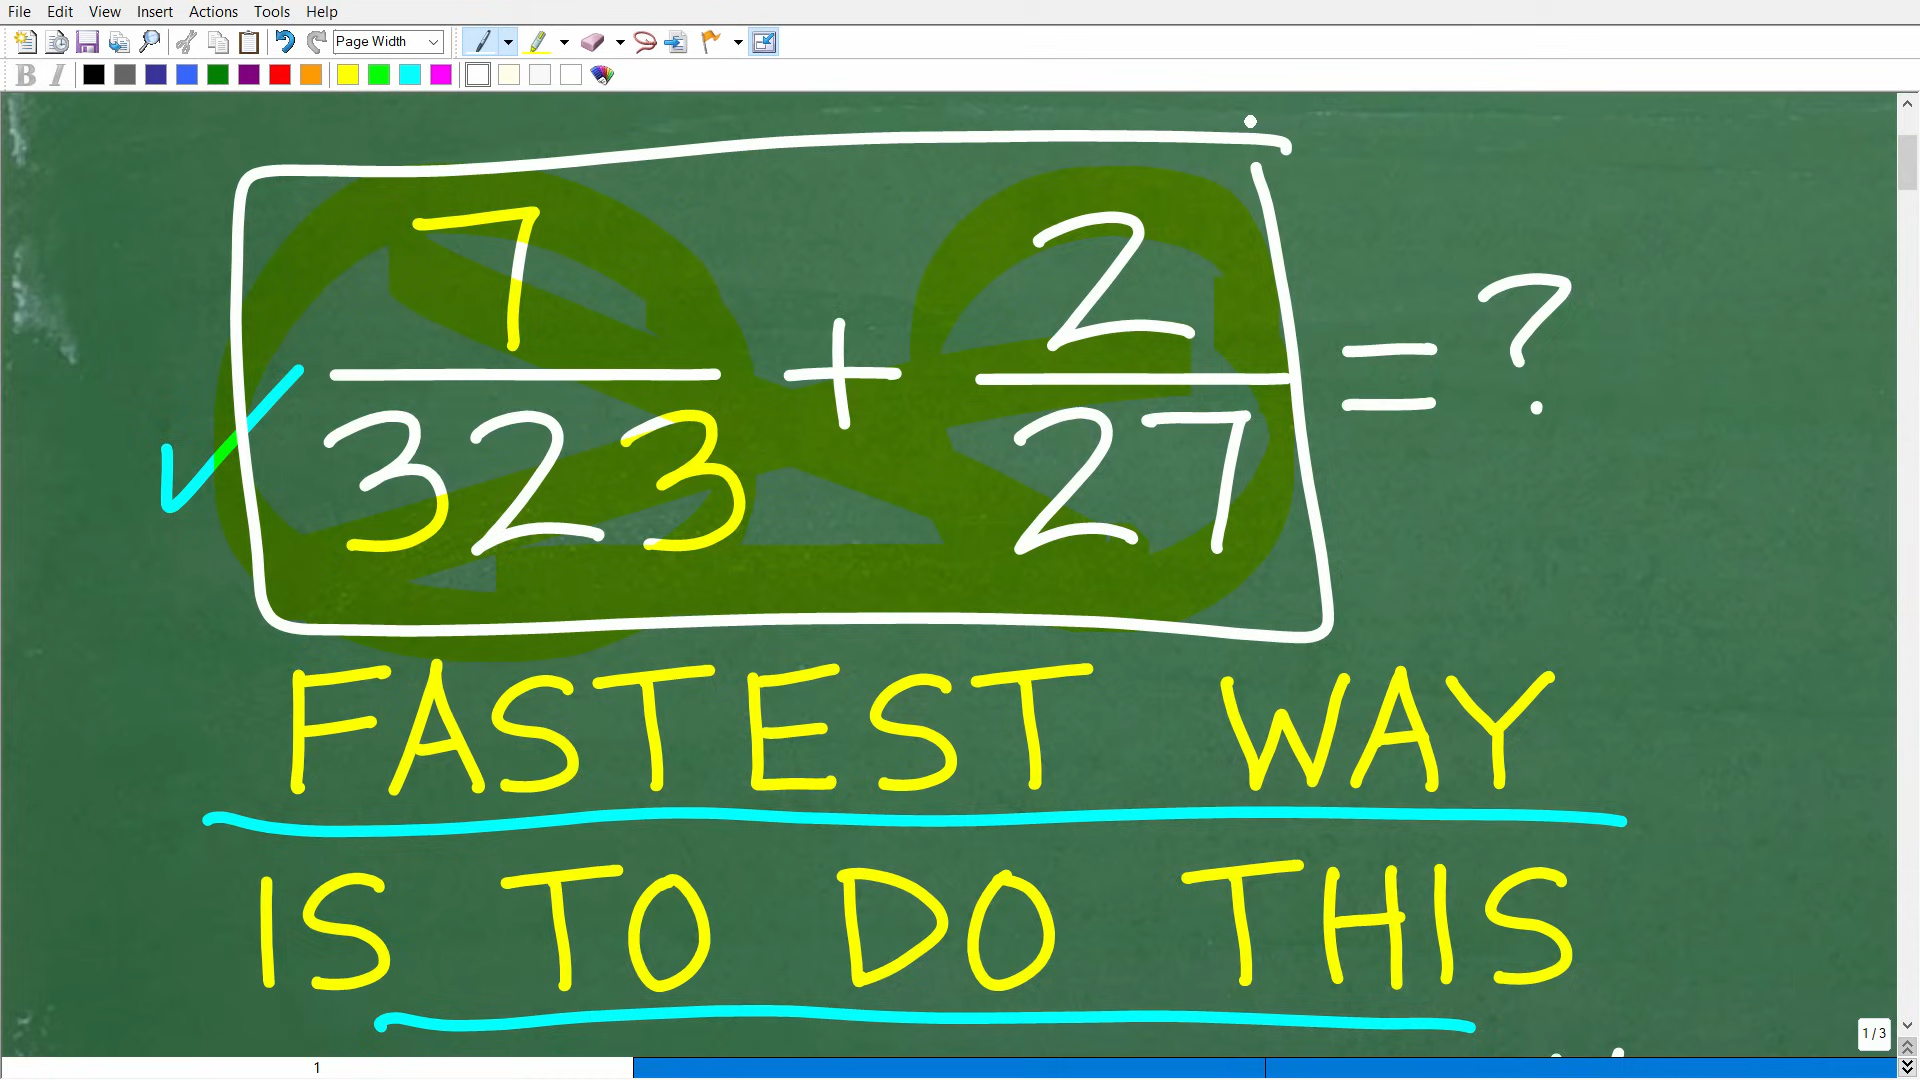 File Edit View Insert Actions Tools Help
Page Width
B I
7/323 + 2/27 = ?
FASTEST WAY
IS TO DO THIS
1 / 3
1